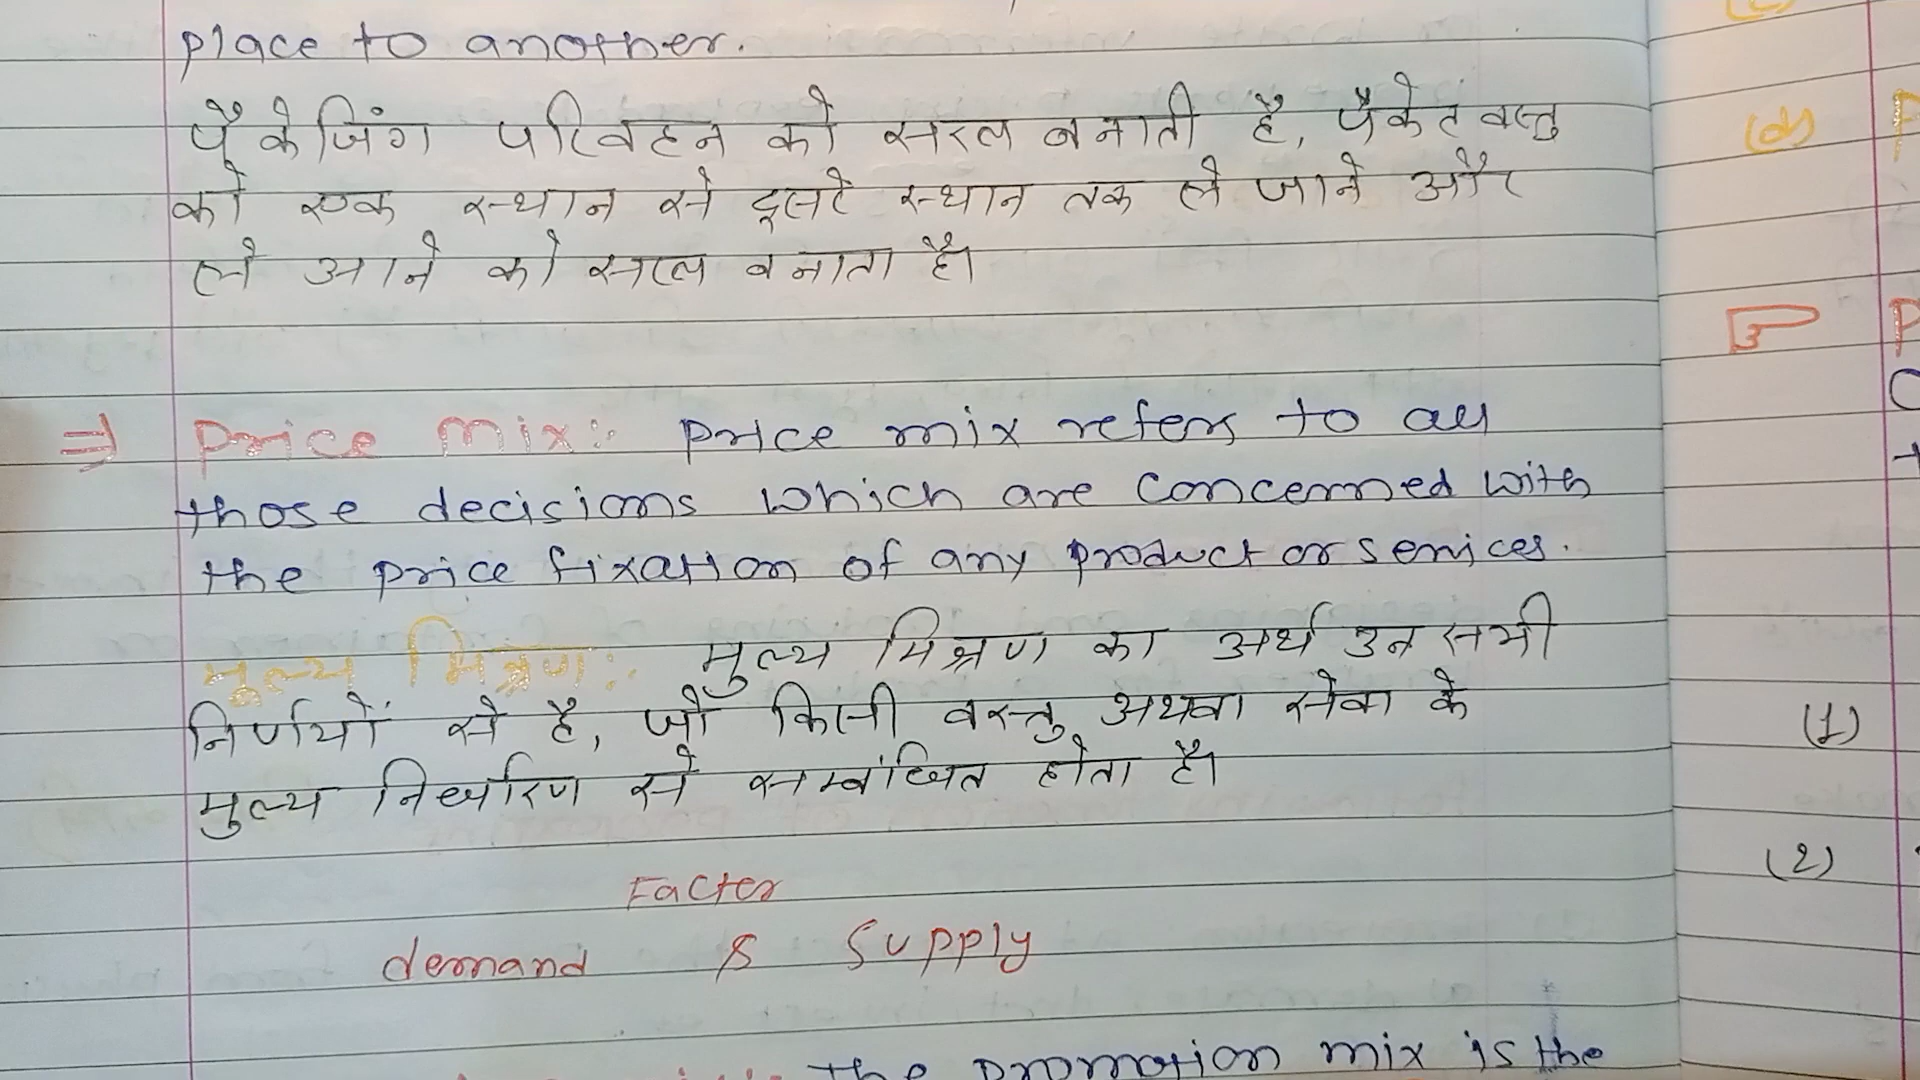 place to another.
पैकेजिंग परिवहन को सरल बनाती है, पैकेट वस्तु
को एक स्थान से दूसरे स्थान तक ले जाने और
ले आने को सरल बनाता है।
⇒ Price Mix:- Price mix refers to all
those decisions which are concerned with
the price fixation of any product or services.
मुल्य मिश्रण:- मुल्य मिश्रण का अर्थ उन सभी
निर्णयों से है, जो किसी वस्तु अथवा सेवा के
मुल्य निर्धारण से सम्बंधित होता है।
Facter
demand & Supply
the promotion mix is the
(d)
(1)
(2)